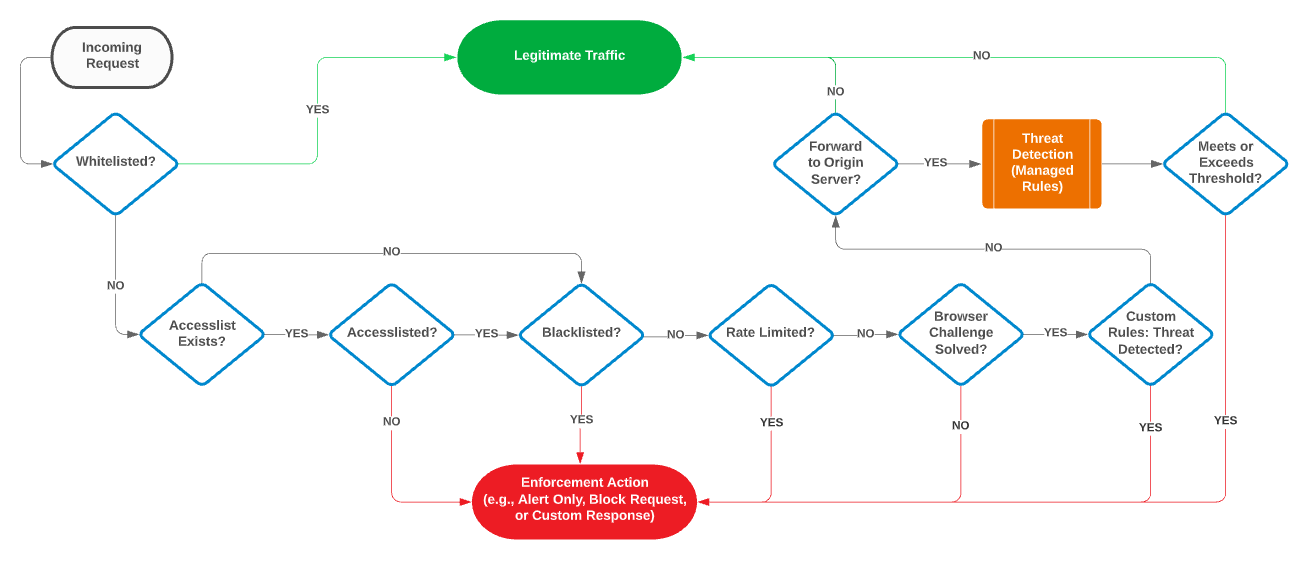 Incoming
Request
Legitimate Traffic
NO
YES
NO
Whitelisted?
Forward
to Origin
Server?
YES
Threat
Detection
(Managed
Rules)
Meets or
Exceeds
Threshold?
NO
NO
NO
Accesslist
Exists?
YES
Accesslisted?
YES
Blacklisted?
NO
Rate Limited?
NO
Browser
Challenge
Solved?
YES
Custom
Rules: Threat
Detected?
NO
YES
YES
NO
YES
YES
Enforcement Action
(e.g., Alert Only, Block Request,
or Custom Response)